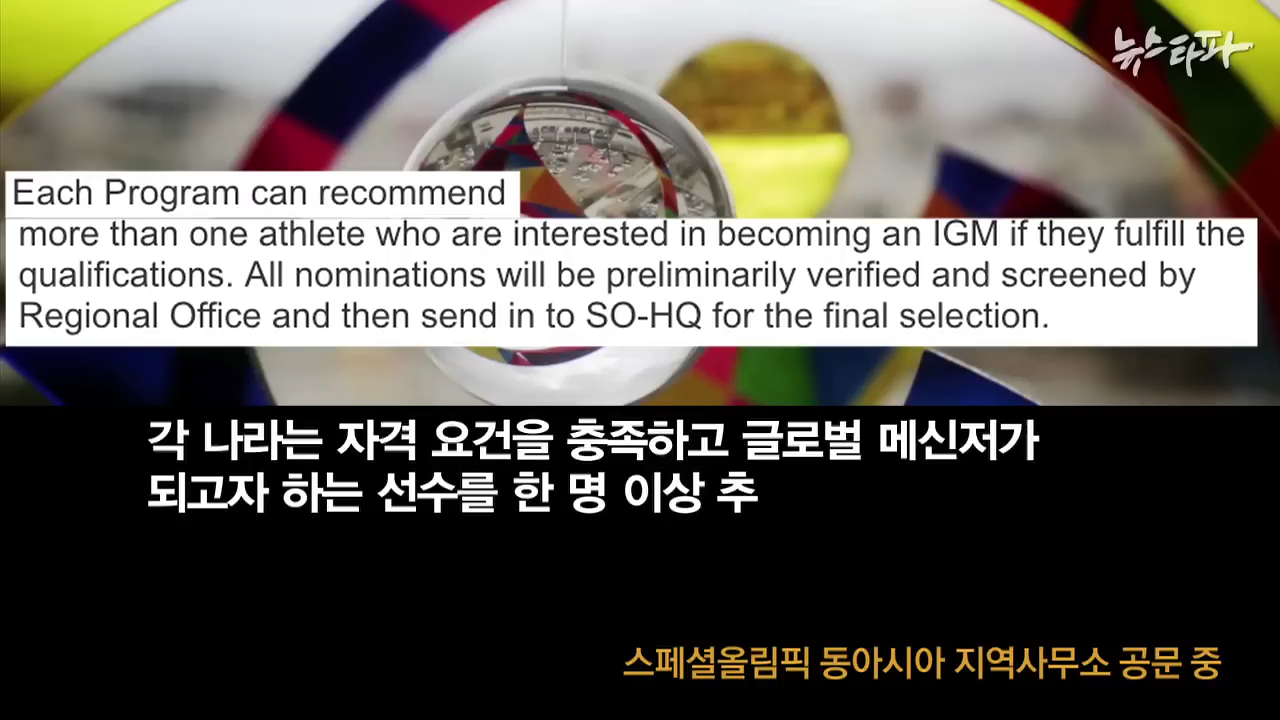 뉴스타파
Each Program can recommend
more than one athlete who are interested in becoming an IGM if they fulfill the
qualifications. All nominations will be preliminarily verified and screened by
Regional Office and then send in to SO-HQ for the final selection.
각 나라는 자격 요건을 충족하고 글로벌 메신저가
되고자 하는 선수를 한 명 이상 추
스페셜올림픽 동아시아 지역사무소 공문 중